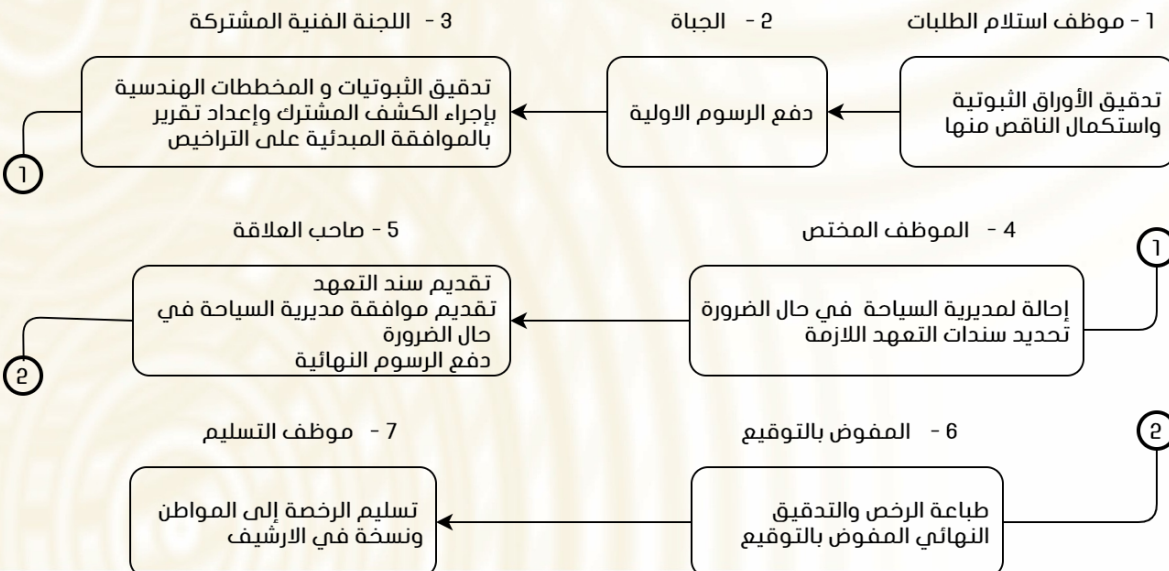 1 - موظف استلام الطلبات
تدقيق الأوراق الثبوتية
واستكمال الناقص منها
2 - الجباة
دفع الرسوم الاولية
3 - اللجنة الفنية المشتركة
تدقيق الثبوتيات و المخططات الهندسية
بإجراء الكشف المشترك وإعداد تقرير
بالموافقة المبدئية على التراخيص
1
1
4 - الموظف المختص
إحالة لمديرية السياحة في حال الضرورة
تحديد سندات التعهد اللازمة
5 - صاحب العلاقة
تقديم سند التعهد
تقديم موافقة مديرية السياحة في
حال الضرورة
دفع الرسوم النهائية
2
2
6 - المفوض بالتوقيع
طباعة الرخص والتدقيق
النهائي المفوض بالتوقيع
7 - موظف التسليم
تسليم الرخصة إلى المواطن
ونسخة في الارشيف